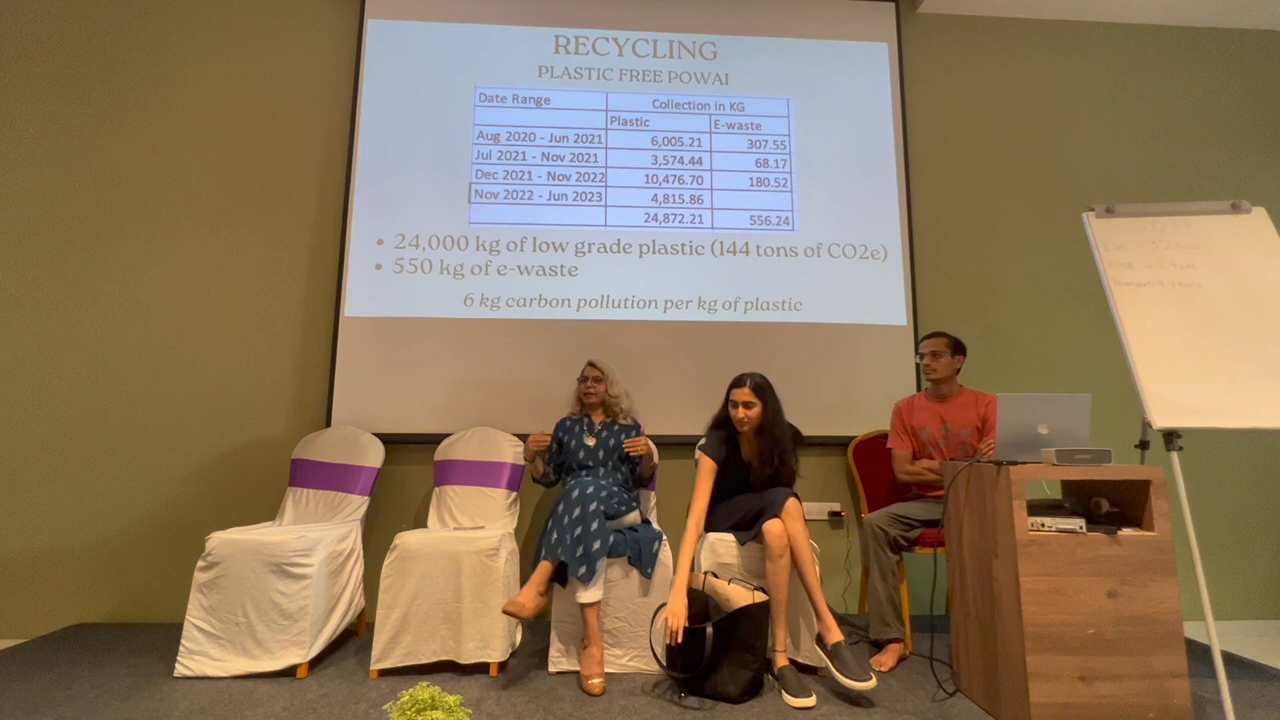 RECYCLING
PLASTIC FREE POWAI
Date Range Collection in KG
Plastic E-waste
Aug 2020 - Jun 2021 6,005.21 307.55
Jul 2021 - Nov 2021 3,574.44 68.17
Dec 2021 - Nov 2022 10,476.70 180.52
Nov 2022 - Jun 2023 4,815.86
24,872.21 556.24
• 24,000 kg of low grade plastic (144 tons of CO2e)
• 550 kg of e-waste
6 kg carbon pollution per kg of plastic